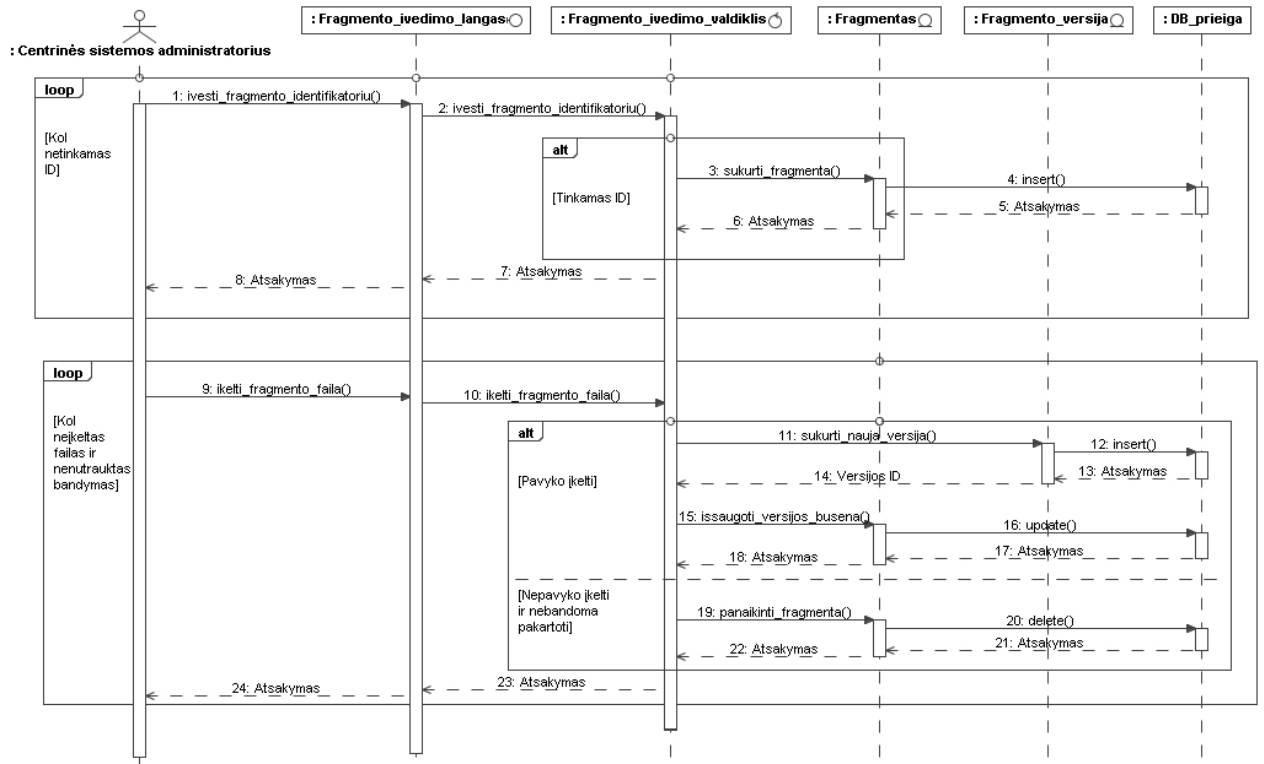 : Fragmento_ivedimo_langas
: Fragmento_ivedimo_valdiklis
: Fragmentas
: Fragmento_versija
: DB_prieiga
: Centrinės sistemos administratorius
loop
1: ivesti_fragmento_identifikatoriu()
2: ivesti_fragmento_identifikatoriu()
[Kol
netinkamas
ID]
alt
3: sukurti_fragmenta()
4: insert()
[Tinkamas ID]
5: Atsakymas
6: Atsakymas
7: Atsakymas
8: Atsakymas
loop
9: ikelti_fragmento_faila()
10: ikelti_fragmento_faila()
[Kol
neįkeltas
failas ir
nenutrauktas
bandymas]
alt
11: sukurti_nauja_versija()
12: insert()
13: Atsakymas
14: Versijos ID
[Pavyko įkelti]
15: issaugoti_versijos_busena()
16: update()
17: Atsakymas
18: Atsakymas
[Nepavyko įkelti
ir nebandoma
pakartoti]
19: panaikinti_fragmenta()
20: delete()
21: Atsakymas
22: Atsakymas
23: Atsakymas
24: Atsakymas